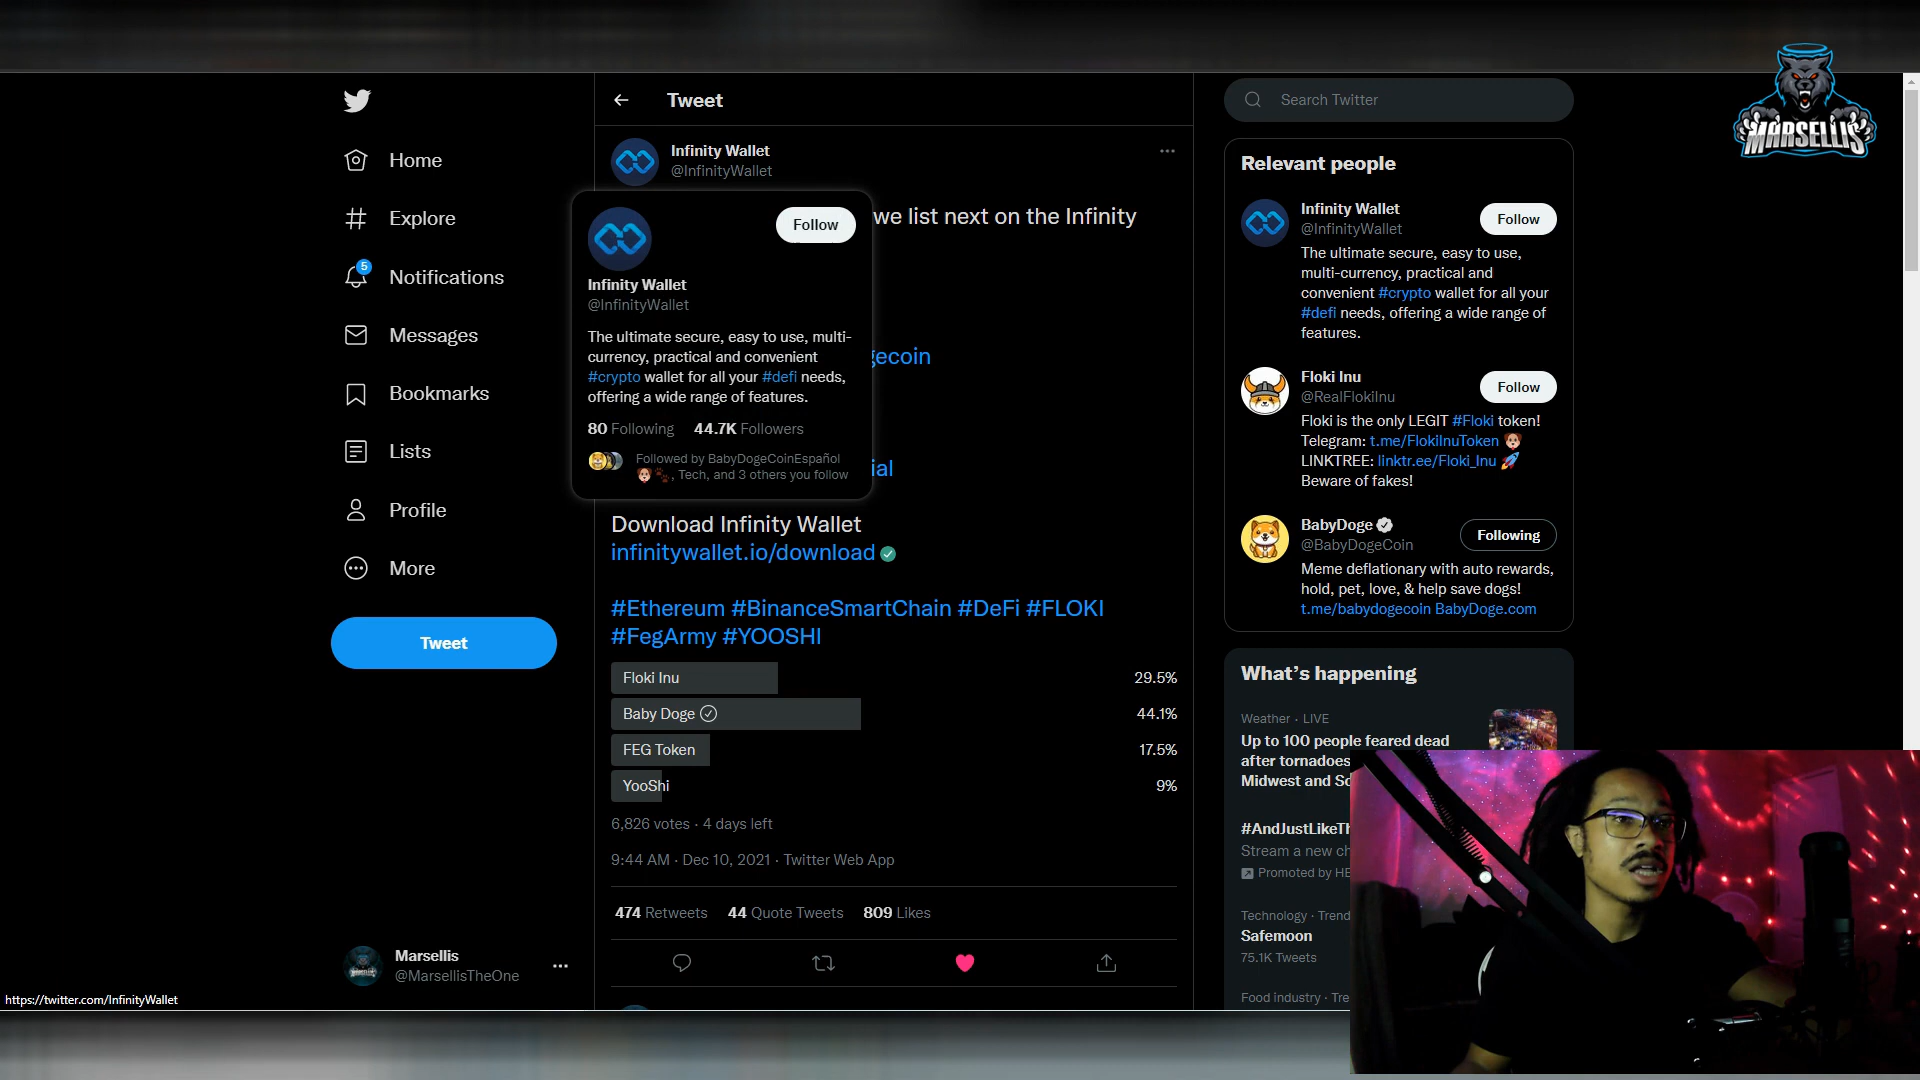 Tweet
Search Twitter
MARSELLIS
Home
Explore
5
Notifications
Messages
Bookmarks
Lists
Profile
More
Tweet
Marsellis
@MarsellisTheOne
https://twitter.com/InfinityWallet
Infinity Wallet
@InfinityWallet
we list next on the Infinity
Follow
Infinity Wallet
@InfinityWallet
The ultimate secure, easy to use, multi-
currency, practical and convenient
#crypto wallet for all your #defi needs,
offering a wide range of features.
80 Following 44.7K Followers
Followed by BabyDogeCoinEspañol
, Tech, and 3 others you follow
gecoin
ial
Download Infinity Wallet
infinitywallet.io/download
#Ethereum #BinanceSmartChain #DeFi #FLOKI
#FegArmy #YOOSHI
Floki Inu 29.5%
Baby Doge 44.1%
FEG Token 17.5%
YooShi 9%
6,826 votes · 4 days left
9:44 AM · Dec 10, 2021 · Twitter Web App
474 Retweets 44 Quote Tweets 809 Likes
Relevant people
Infinity Wallet
@InfinityWallet
Follow
The ultimate secure, easy to use,
multi-currency, practical and
convenient #crypto wallet for all your
#defi needs, offering a wide range of
features.
Floki Inu
@RealFlokiInu
Follow
Floki is the only LEGIT #Floki token!
Telegram: t.me/FlokiInuToken
LINKTREE: linktr.ee/Floki_Inu
Beware of fakes!
BabyDoge
@BabyDogeCoin
Following
Meme deflationary with auto rewards,
hold, pet, love, & help save dogs!
t.me/babydogecoin BabyDoge.com
What's happening
Weather · LIVE
Up to 100 people feared dead
after tornadoes
Midwest and So
#AndJustLikeTh
Stream a new ch
Promoted by HB
Technology · Trend
Safemoon
75.1K Tweets
Food industry · Tre